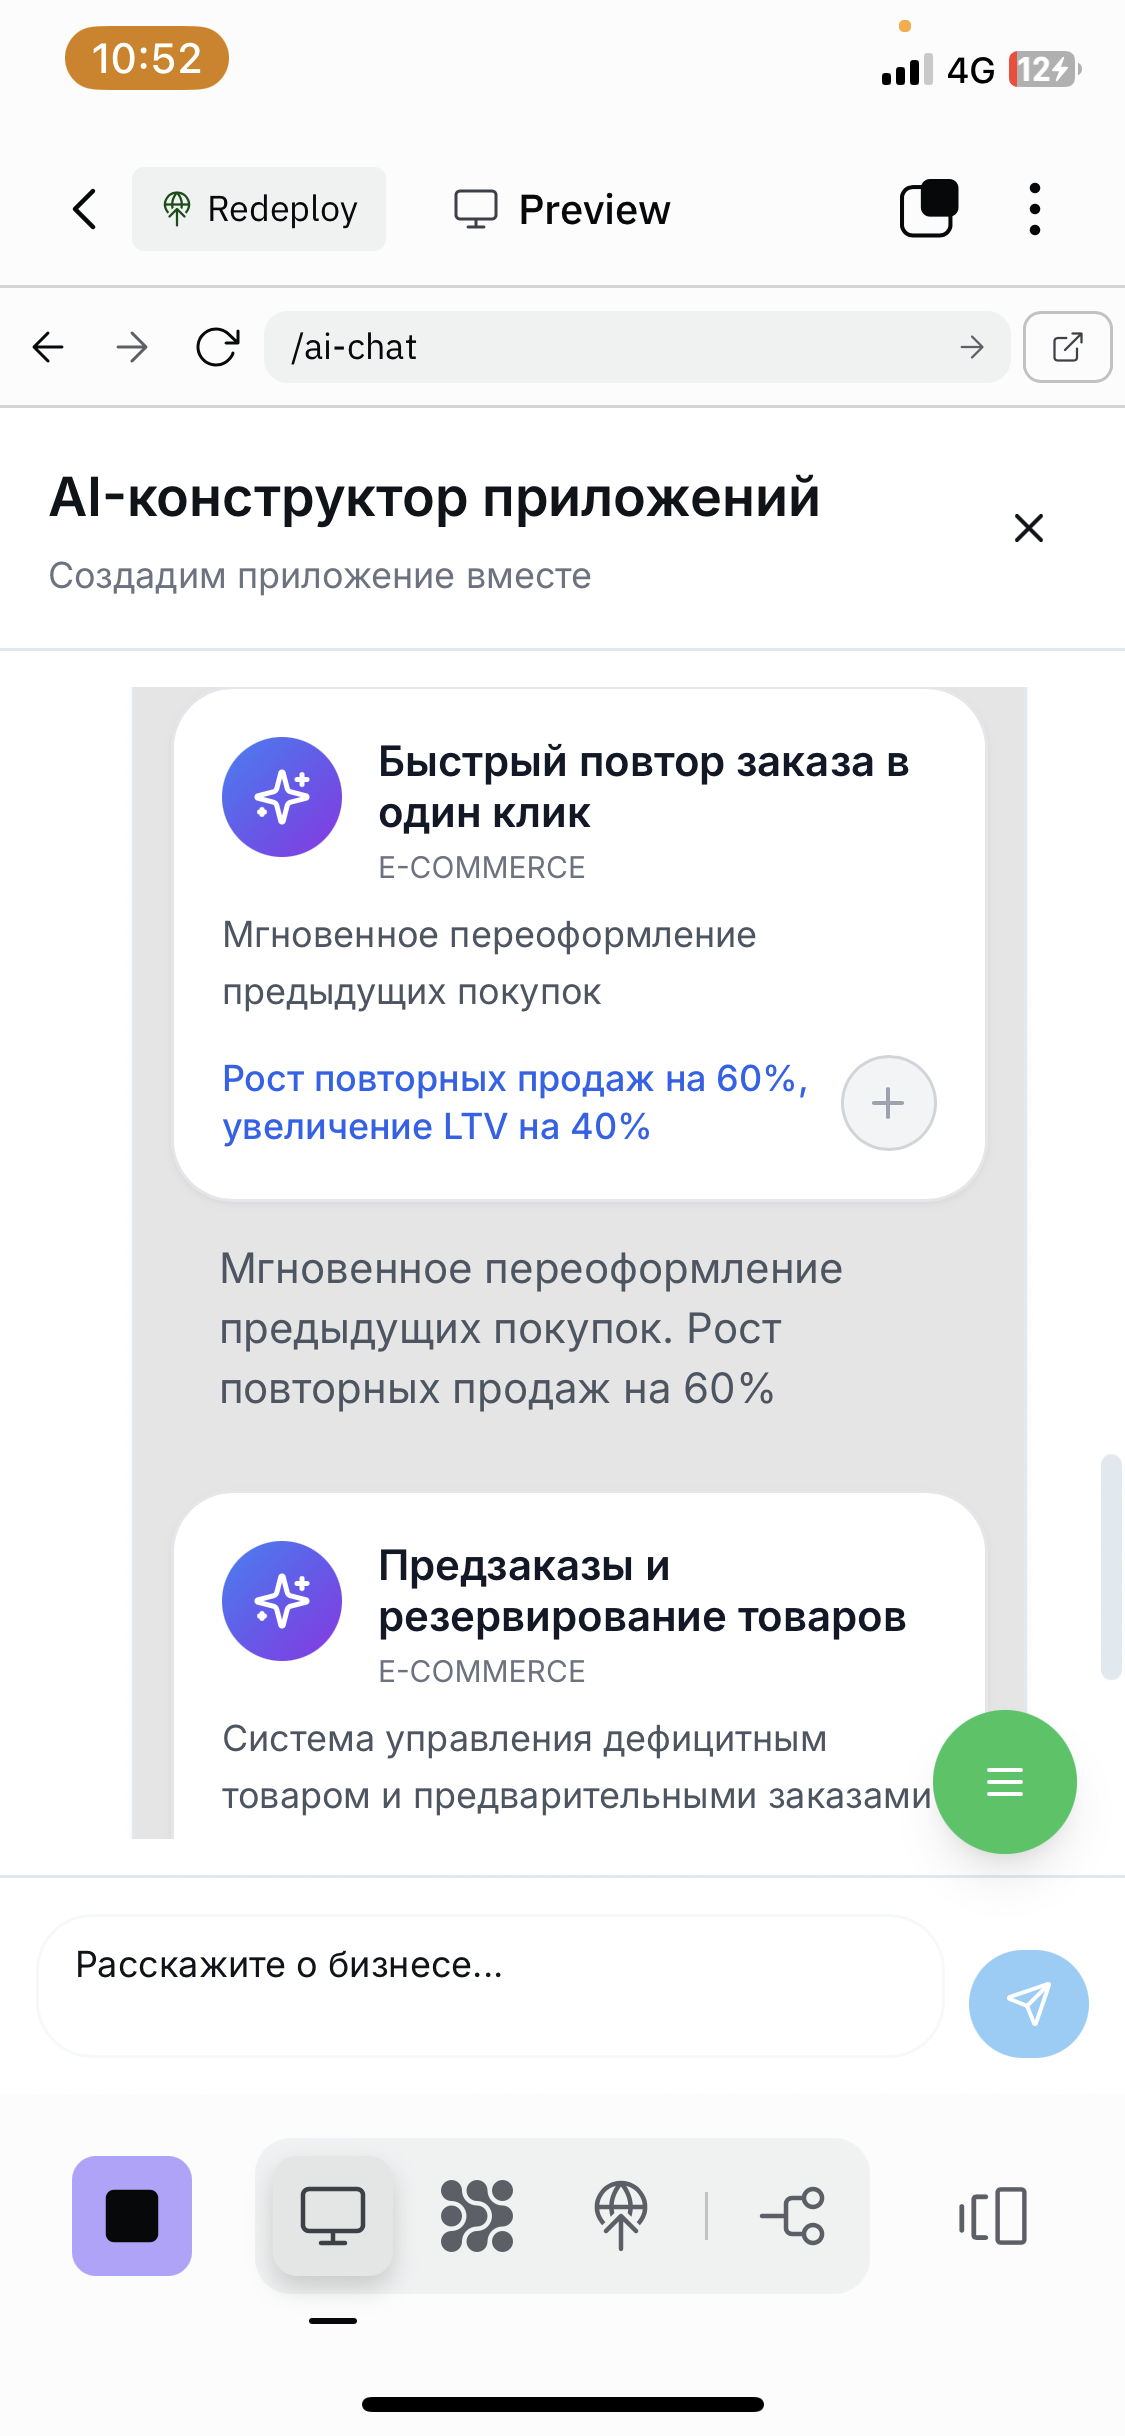 10:52
4G
12
Redeploy
Preview
/ai-chat
AI-конструктор приложений
Создадим приложение вместе
Быстрый повтор заказа в
один клик
E-COMMERCE
Мгновенное переоформление
предыдущих покупок
Рост повторных продаж на 60%,
увеличение LTV на 40%
Мгновенное переоформление
предыдущих покупок. Рост
повторных продаж на 60%
Предзаказы и
резервирование товаров
E-COMMERCE
Система управления дефицитным
товаром и предварительными заказами
Расскажите о бизнесе...